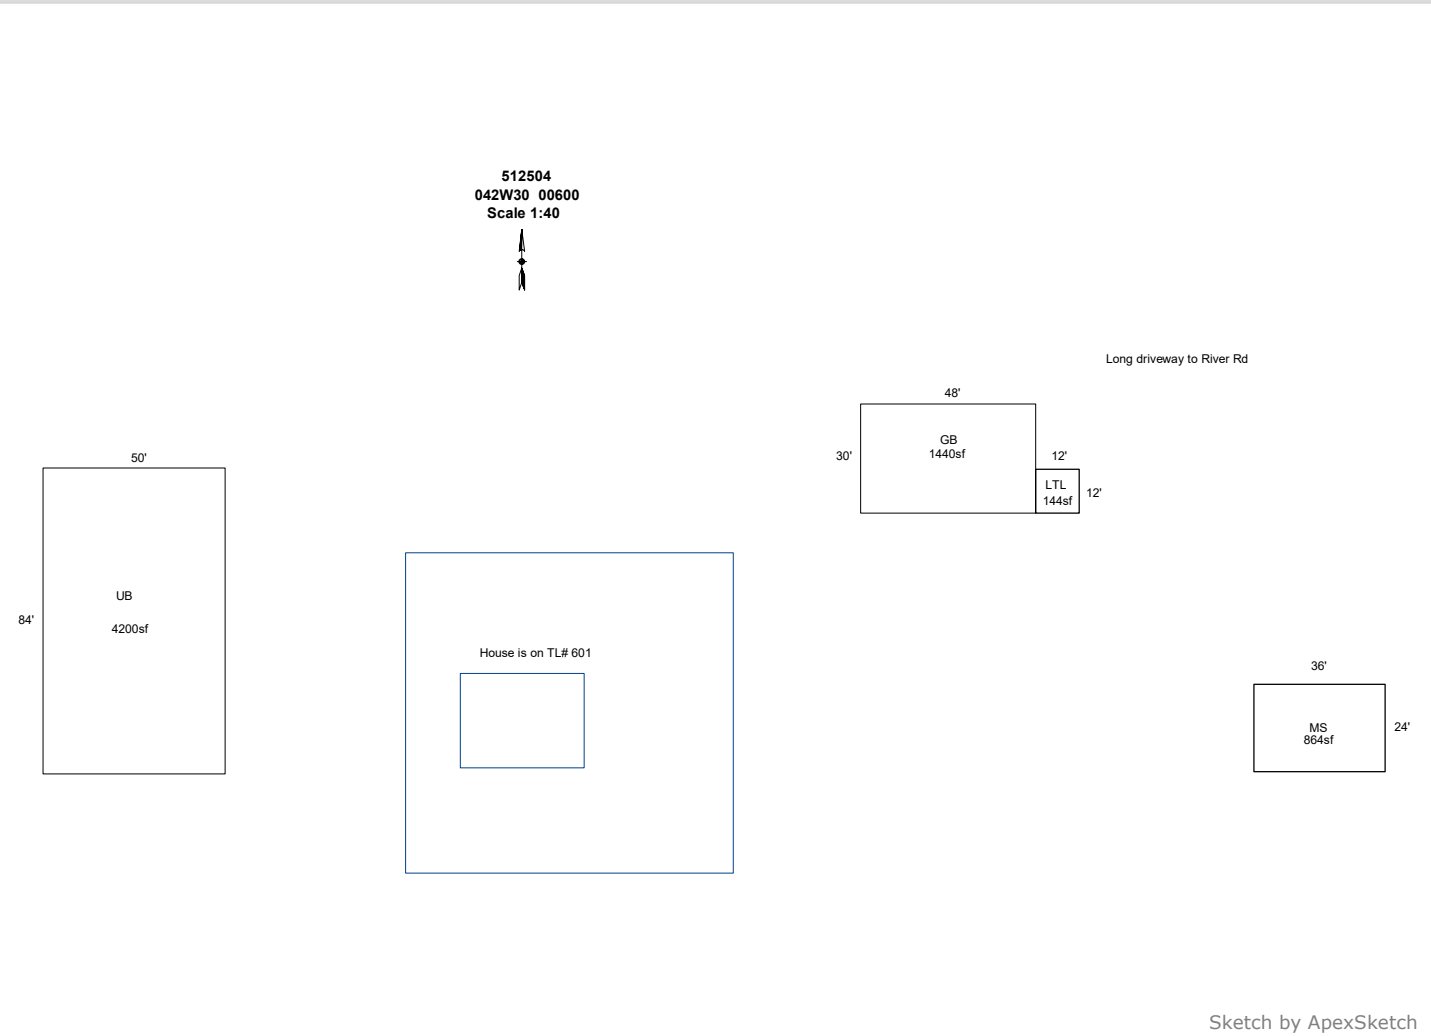 512504
042W30 00600
Scale 1:40
Long driveway to River Rd
48'
GB
1440sf
30'
12'
LTL
144sf
12'
50'
UB
84'
4200sf
House is on TL# 601
36'
MS
864sf
24'
Sketch by ApexSketch